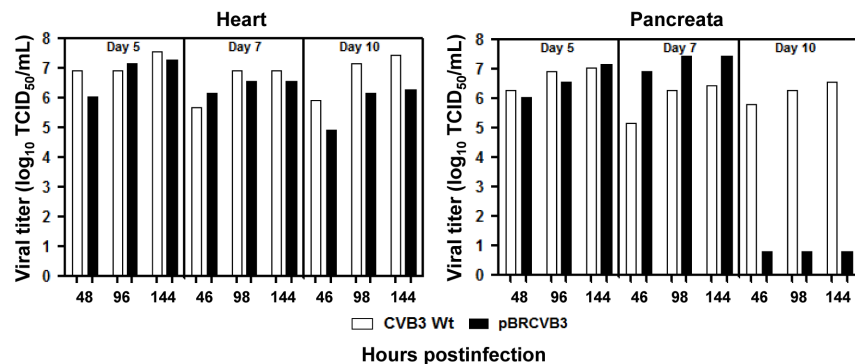 Heart
Viral titer (log10 TCID50/mL)
8
7
6
5
4
3
2
1
0
Day 5 Day 7 Day 10
48 96 144 46 98 144 46 98 144
Pancreata
Viral titer (log10 TCID50/mL)
8
7
6
5
4
3
2
1
0
Day 5 Day 7 Day 10
48 96 144 46 98 144 46 98 144
CVB3 Wt pBRCVB3
Hours postinfection